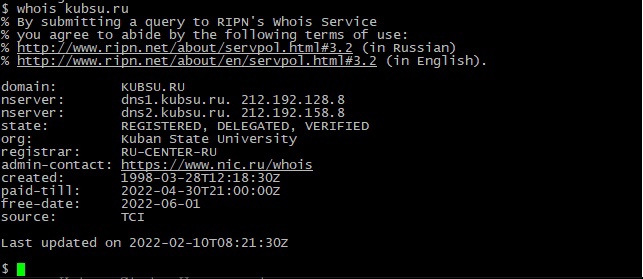 $ whois kubsu.ru
% By submitting a query to RIPN's Whois Service
% you agree to abide by the following terms of use:
% http://www.ripn.net/about/servpol.html#3.2 (in Russian)
% http://www.ripn.net/about/en/servpol.html#3.2 (in English).

domain: KUBSU.RU
nserver: dns1.kubsu.ru. 212.192.128.8
nserver: dns2.kubsu.ru. 212.192.158.8
state: REGISTERED, DELEGATED, VERIFIED
org: Kuban State University
registrar: RU-CENTER-RU
admin-contact: https://www.nic.ru/whois
created: 1998-03-28T12:18:30Z
paid-till: 2022-04-30T21:00:00Z
free-date: 2022-06-01
source: TCI

Last updated on 2022-02-10T08:21:30Z

$